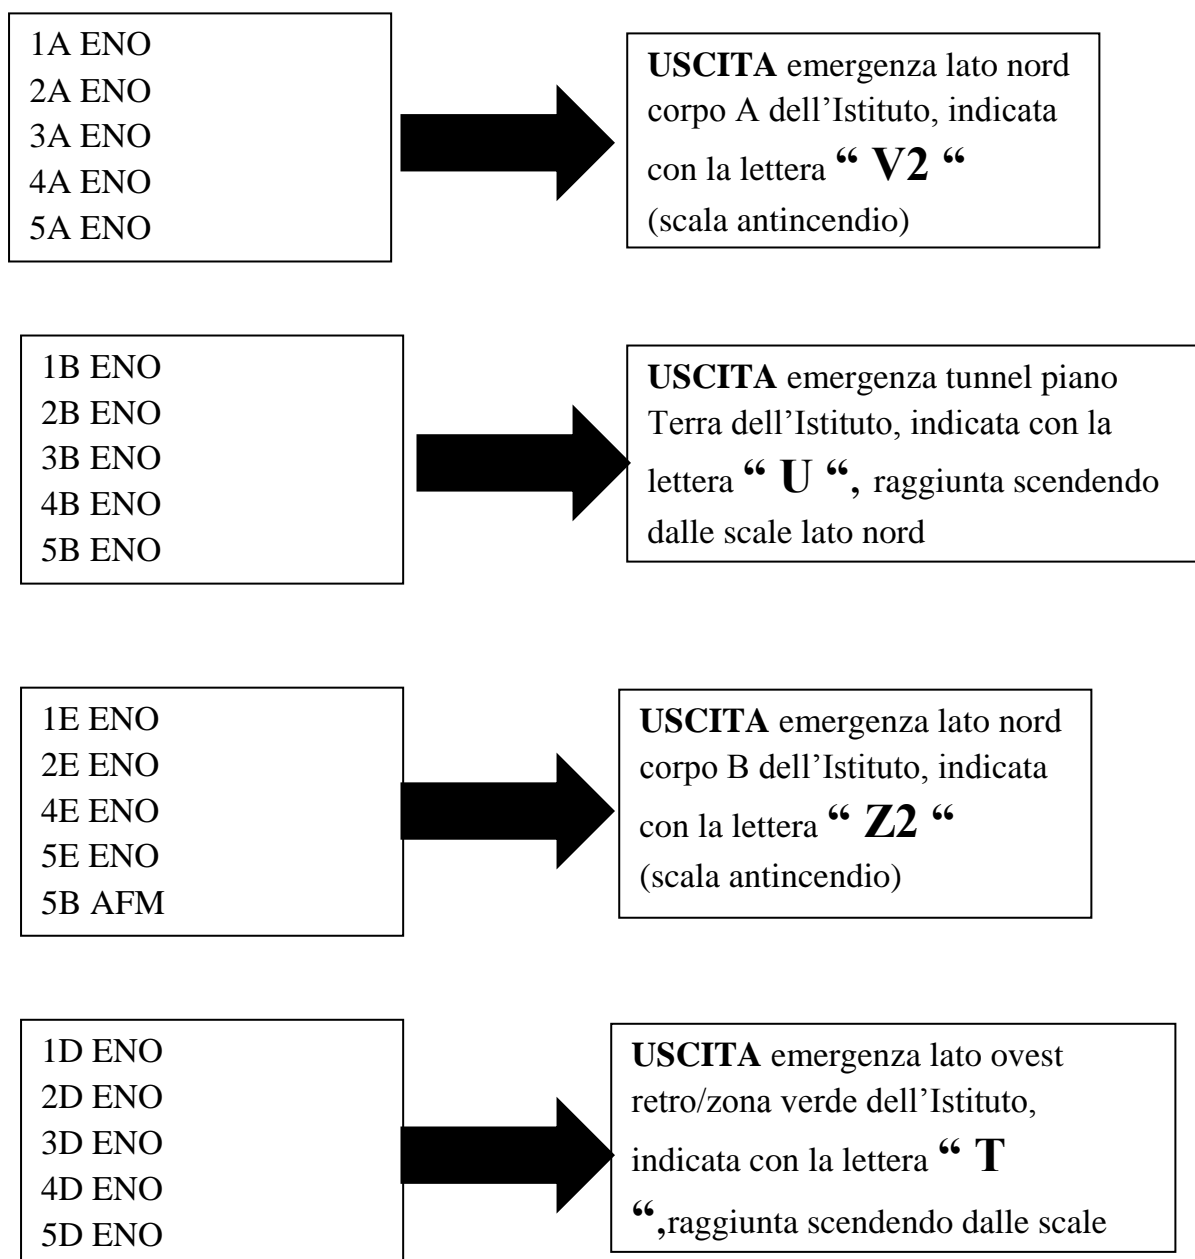 1A ENO
2A ENO
3A ENO
4A ENO
5A ENO
USCITA emergenza lato nord
corpo A dell’Istituto, indicata
con la lettera “ V2 “
(scala antincendio)
1B ENO
2B ENO
3B ENO
4B ENO
5B ENO
USCITA emergenza tunnel piano
Terra dell’Istituto, indicata con la
lettera “ U “, raggiunta scendendo
dalle scale lato nord
1E ENO
2E ENO
4E ENO
5E ENO
5B AFM
USCITA emergenza lato nord
corpo B dell’Istituto, indicata
con la lettera “ Z2 “
(scala antincendio)
1D ENO
2D ENO
3D ENO
4D ENO
5D ENO
USCITA emergenza lato ovest
retro/zona verde dell’Istituto,
indicata con la lettera “ T
“,raggiunta scendendo dalle scale